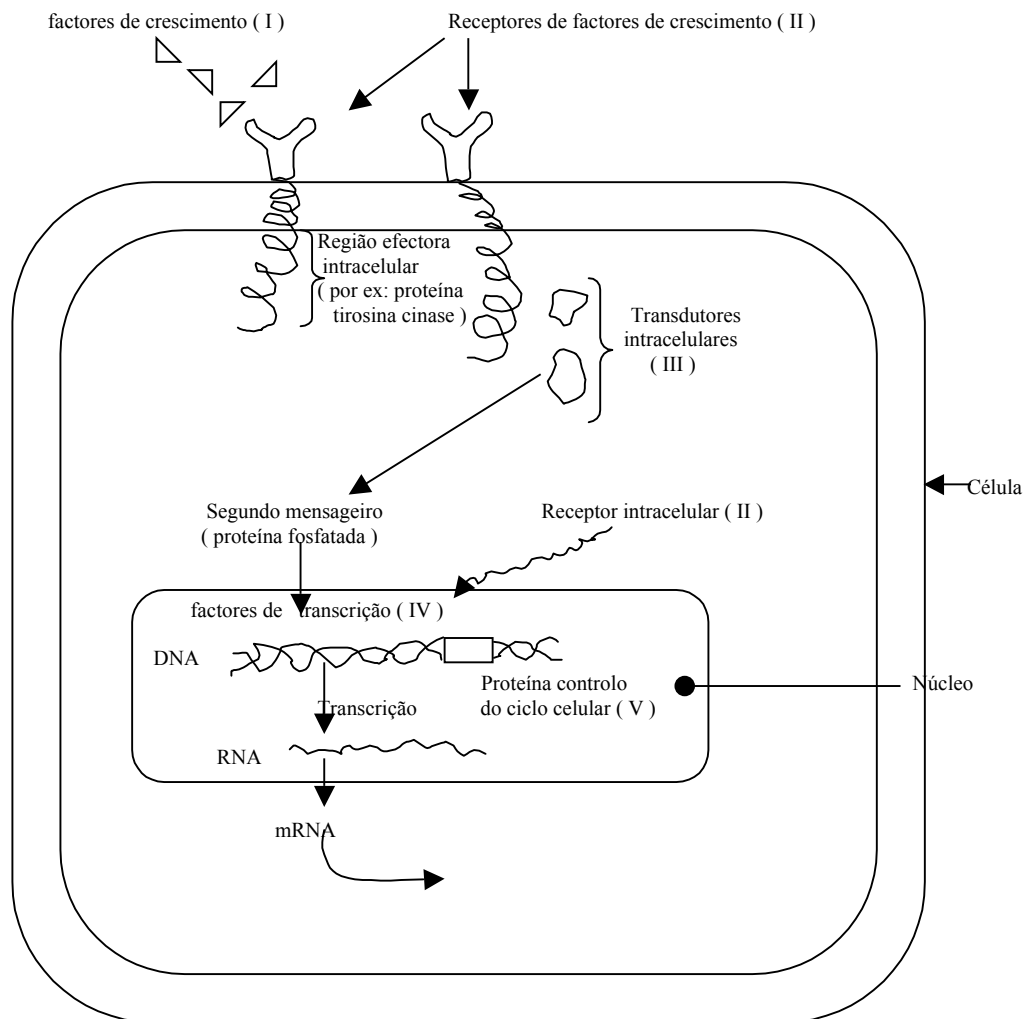 factores de crescimento ( I )
Receptores de factores de crescimento ( II )
Região efectora
intracelular
( por ex: proteína
tirosina cinase )
Transdutores
intracelulares
( III )
Célula
Segundo mensageiro
( proteína fosfatada )
Receptor intracelular ( II )
factores de transcrição ( IV )
DNA
Proteína controlo
do ciclo celular ( V )
Núcleo
Transcrição
RNA
mRNA